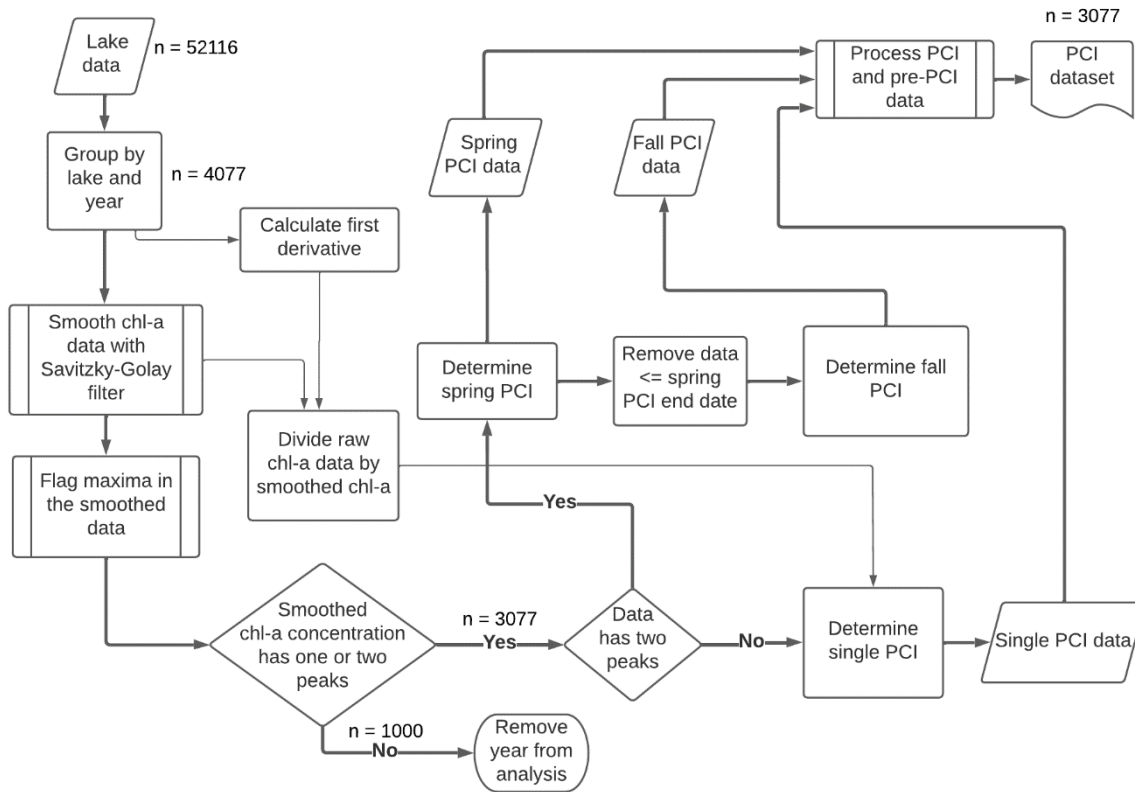 Lake
data
n = 52116
Group by
lake and
year
n = 4077
Calculate first
derivative
Smooth chl-a
data with
Savitzky-Golay
filter
Divide raw
chl-a data by
smoothed chl-a
Flag maxima in
the smoothed
data
Smoothed
chl-a concentration
has one or two
peaks
n = 3077
Yes
n = 1000
No
Remove
year from
analysis
Data
has two
peaks
Yes
No
Determine
spring PCI
Spring
PCI data
Remove data
<= spring
PCI end date
Determine fall
PCI
Fall PCI
data
Determine
single PCI
Single PCI data
Process PCI
and pre-PCI
data
n = 3077
PCI
dataset